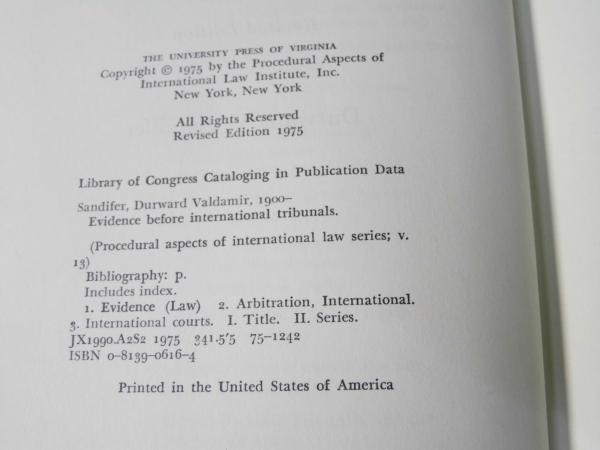 THE UNIVERSITY PRESS OF VIRGINIA
Copyright © 1975 by the Procedural Aspects of
International Law Institute, Inc.
New York, New York
All Rights Reserved
Revised Edition 1975
Library of Congress Cataloging in Publication Data
Sandifer, Durward Valdamir, 1900–
Evidence before international tribunals.
(Procedural aspects of international law series; v.
13)
Bibliography: p.
Includes index.
1. Evidence (Law) 2. Arbitration, International.
3. International courts. I. Title. II. Series.
JX1990.A2S2 1975 341.5'5 75-1242
ISBN 0-8139-0616-4
Printed in the United States of America